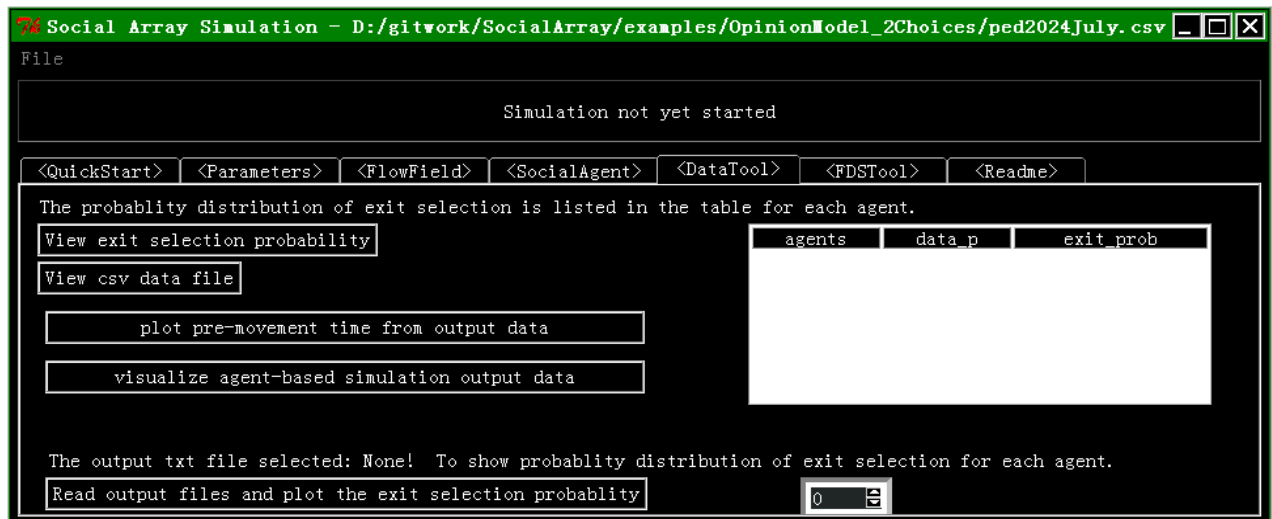 Social Array Simulation - D:/gitwork/SocialArray/examples/OpinionModel_2Choices/ped2024July.csv
File
Simulation not yet started
<QuickStart> <Parameters> <FlowField> <SocialAgent> <DataTool> <FDSTool> <Readme>
The probablity distribution of exit selection is listed in the table for each agent.
View exit selection probability
agents data_p exit_prob
View csv data file
plot pre-movement time from output data
visualize agent-based simulation output data
The output txt file selected: None! To show probablity distribution of exit selection for each agent.
Read output files and plot the exit selection probablity
0